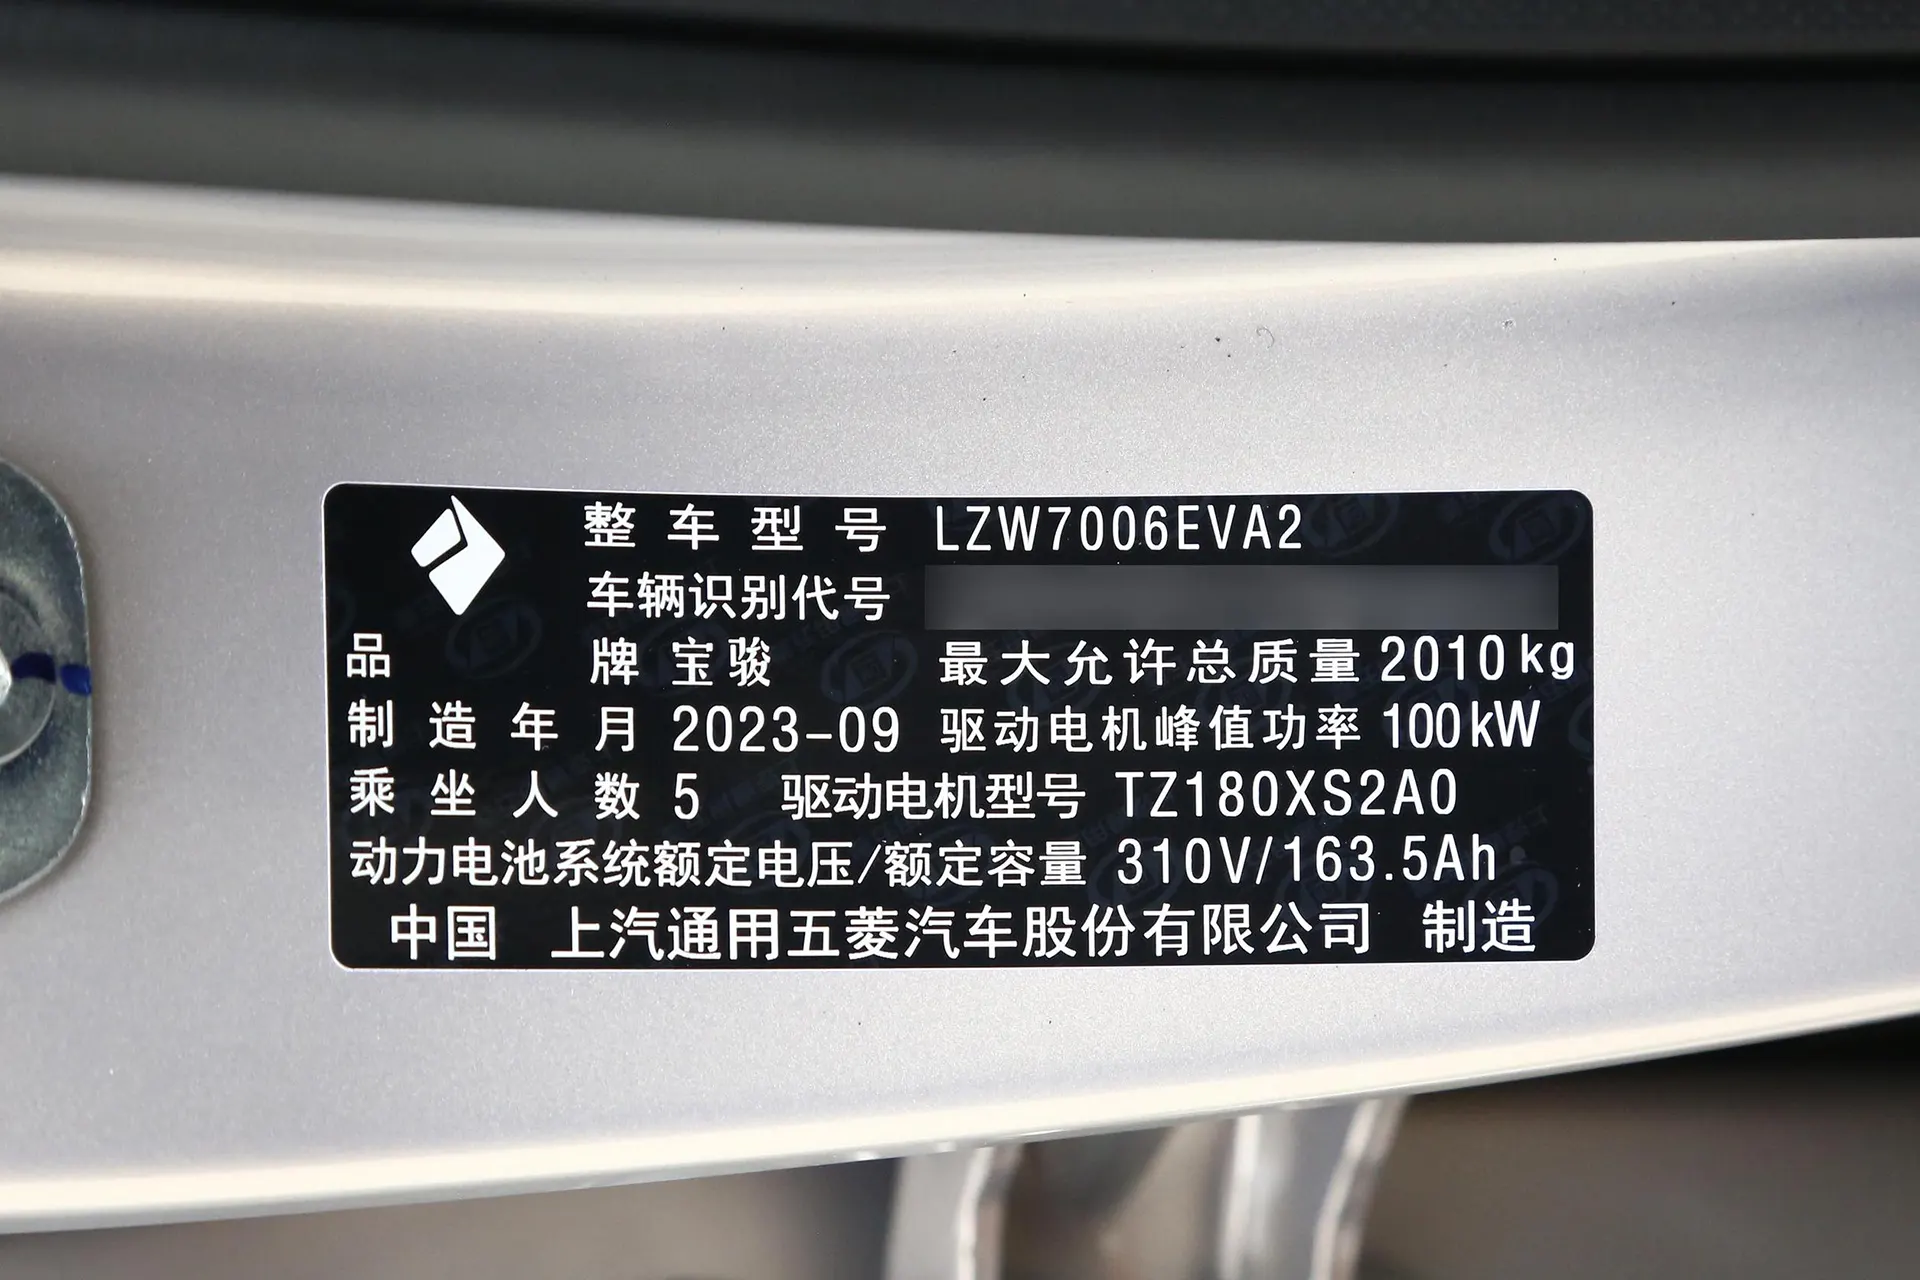 整车型号 LZW7006EVA2
车辆识别代号
品牌 宝骏 最大允许总质量 2010kg
制造年月 2023-09 驱动电机峰值功率 100kW
乘坐人数 5 驱动电机型号 TZ180XS2A0
动力电池系统额定电压/额定容量 310V/163.5Ah
中国 上汽通用五菱汽车股份有限公司 制造